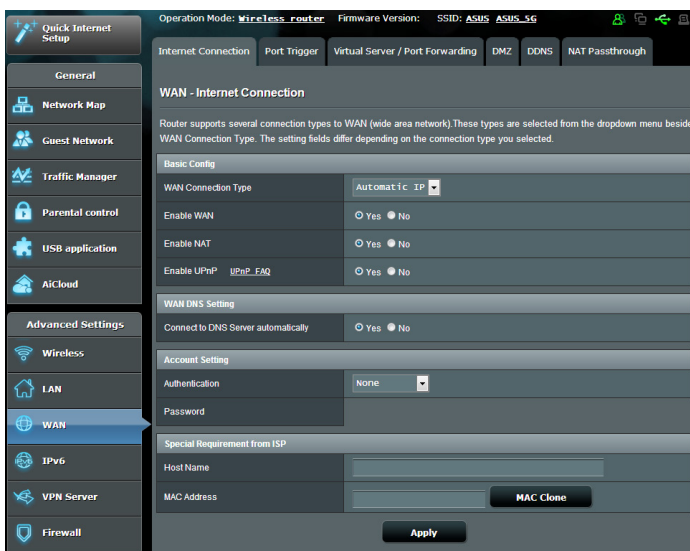 Quick Internet
Setup
Operation Mode: Wireless router Firmware Version: SSID: ASUS ASUS_5G
Internet Connection Port Trigger Virtual Server / Port Forwarding DMZ DDNS NAT Passthrough
General
Network Map
Guest Network
Traffic Manager
Parental control
USB application
AiCloud
Advanced Settings
Wireless
LAN
WAN
IPv6
VPN Server
Firewall
WAN - Internet Connection
Router supports several connection types to WAN (wide area network).These types are selected from the dropdown menu beside
WAN Connection Type. The setting fields differ depending on the connection type you selected.
Basic Config
WAN Connection Type Automatic IP
Enable WAN Yes No
Enable NAT Yes No
Enable UPnP UPnP FAQ Yes No
WAN DNS Setting
Connect to DNS Server automatically Yes No
Account Setting
Authentication None
Password
Special Requirement from ISP
Host Name
MAC Address MAC Clone
Apply